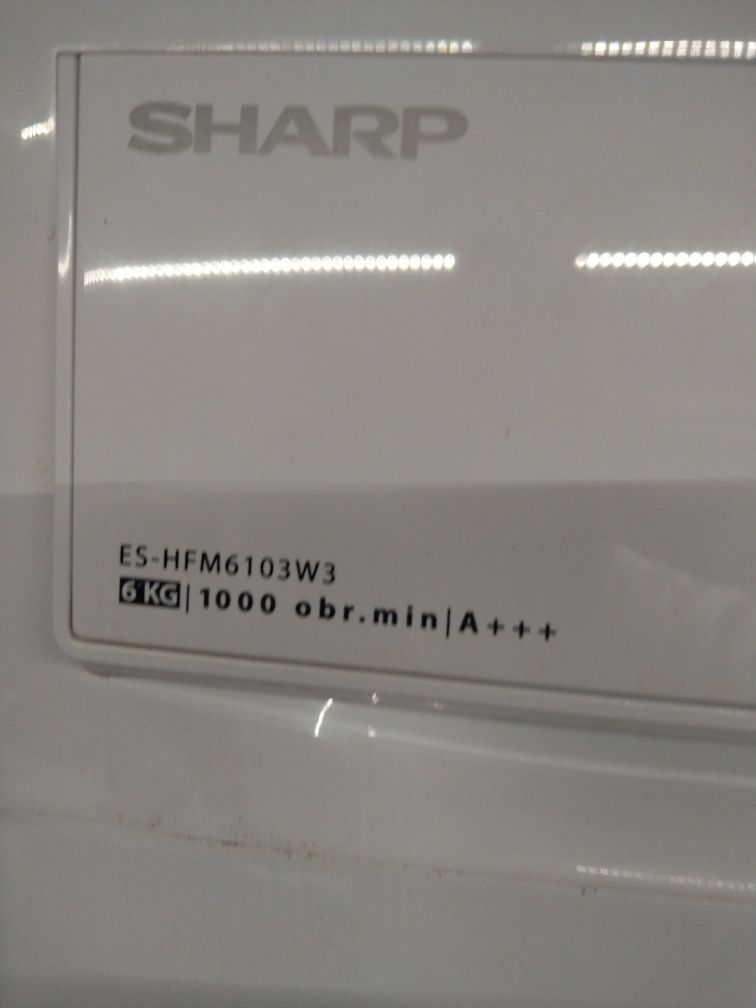 SHARP
ES-HFM6103W3
6 KG|1000 obr.min|A+++